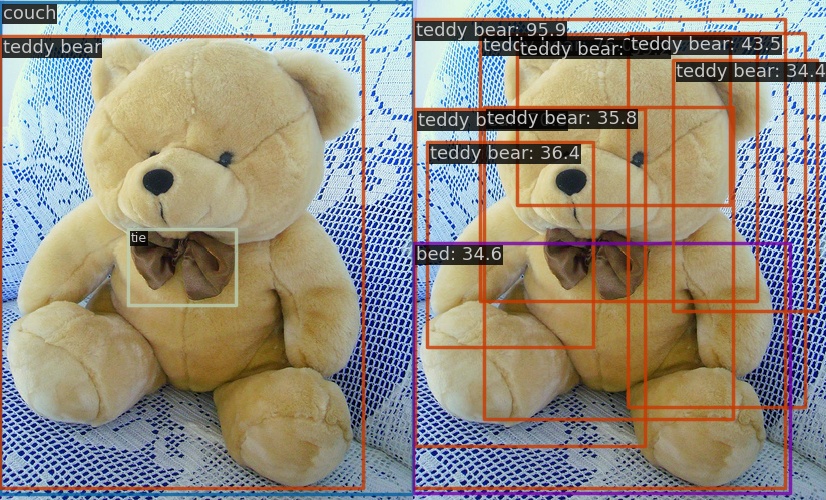 couch
teddy bear
tie
teddy bear: 95.9
teddy bear: 43.5
teddy bear:
teddy bear: 34.4
teddy bear: 35.8
teddy b
teddy bear: 36.4
bed: 34.6